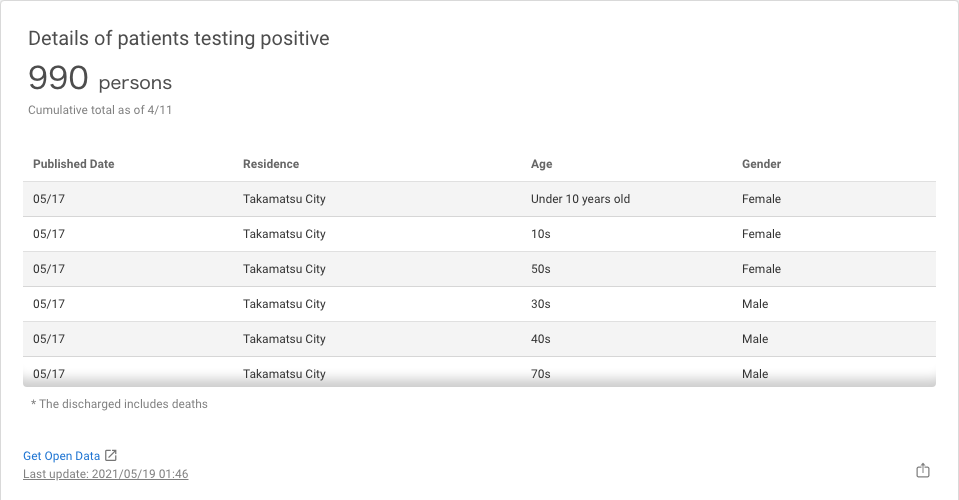 Details of patients testing positive
990 persons
Cumulative total as of 4/11
Published Date Residence Age Gender
05/17 Takamatsu City Under 10 years old Female
05/17 Takamatsu City 10s Female
05/17 Takamatsu City 50s Female
05/17 Takamatsu City 30s Male
05/17 Takamatsu City 40s Male
05/17 Takamatsu City 70s Male
* The discharged includes deaths
Get Open Data
Last update: 2021/05/19 01:46